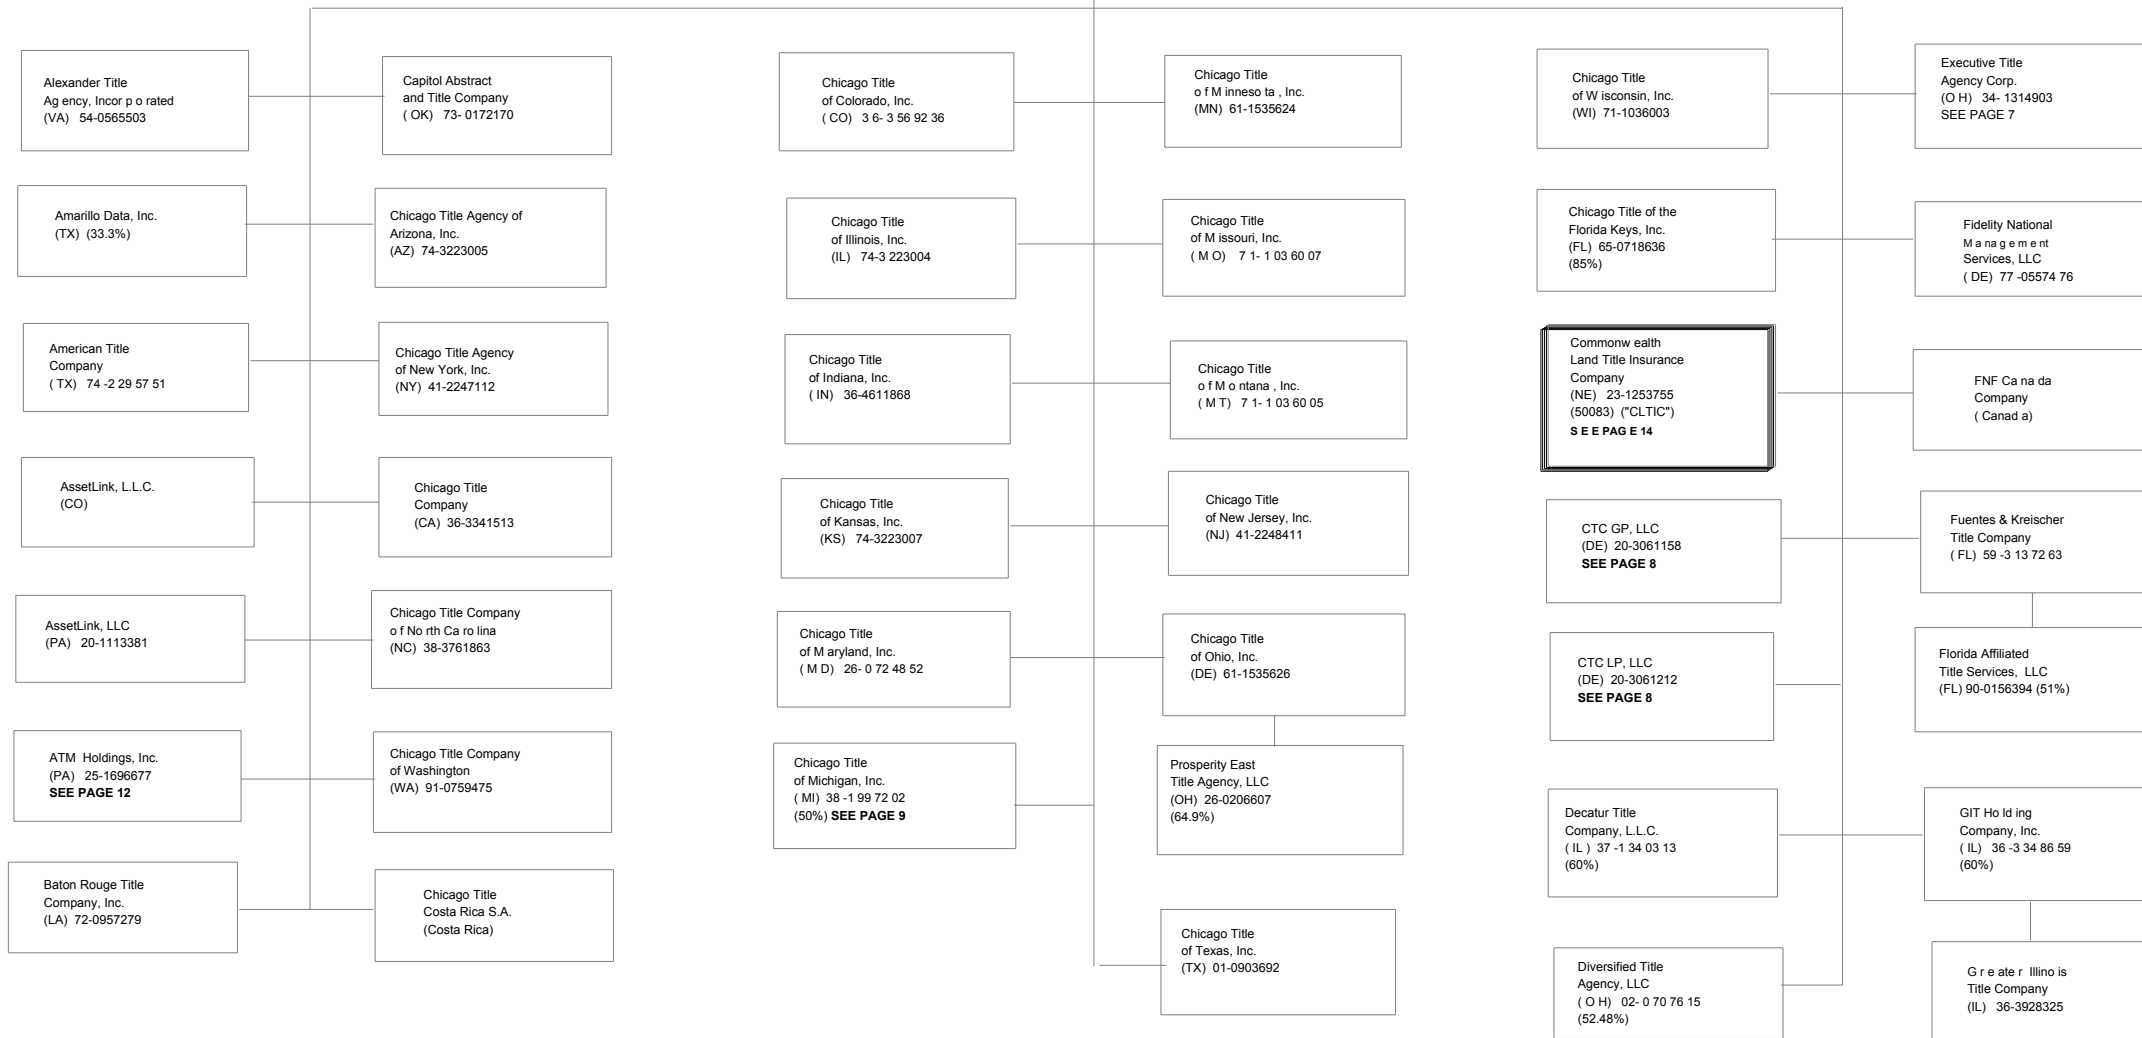 Alexander Title
Ag ency, Incor p o rated
(VA) 54-0565503
Capitol Abstract
and Title Company
( OK) 73- 0172170
Amarillo Data, Inc.
(TX) (33.3%)
Chicago Title Agency of
Arizona, Inc.
(AZ) 74-3223005
American Title
Company
( TX) 74 -2 29 57 51
Chicago Title Agency
of New York, Inc.
(NY) 41-2247112
AssetLink, L.L.C.
(CO)
Chicago Title
Company
(CA) 36-3341513
AssetLink, LLC
(PA) 20-1113381
Chicago Title Company
o f No rth Ca ro lina
(NC) 38-3761863
ATM Holdings, Inc.
(PA) 25-1696677
SEE PAGE 12
Chicago Title Company
of Washington
(WA) 91-0759475
Baton Rouge Title
Company, Inc.
(LA) 72-0957279
Chicago Title
Costa Rica S.A.
(Costa Rica)
Chicago Title
of Colorado, Inc.
( CO) 3 6- 3 56 92 36
Chicago Title
o f M inneso ta , Inc.
(MN) 61-1535624
Chicago Title
of Illinois, Inc.
(IL) 74-3 223004
Chicago Title
of M issouri, Inc.
( M O) 7 1- 1 03 60 07
Chicago Title
of Indiana, Inc.
( IN) 36-4611868
Chicago Title
o f M o ntana , Inc.
( M T) 7 1- 1 03 60 05
Chicago Title
of Kansas, Inc.
(KS) 74-3223007
Chicago Title
of New Jersey, Inc.
(NJ) 41-2248411
Chicago Title
of M aryland, Inc.
( M D) 26- 0 72 48 52
Chicago Title
of Ohio, Inc.
(DE) 61-1535626
Chicago Title
of Michigan, Inc.
( MI) 38 -1 99 72 02
(50%) SEE PAGE 9
Prosperity East
Title Agency, LLC
(OH) 26-0206607
(64.9%)
Chicago Title
of Texas, Inc.
(TX) 01-0903692
Chicago Title
of W isconsin, Inc.
(WI) 71-1036003
Executive Title
Agency Corp.
(O H) 34- 1314903
SEE PAGE 7
Chicago Title of the
Florida Keys, Inc.
(FL) 65-0718636
(85%)
Fidelity National
M a na g e m e nt
Services, LLC
( DE) 77 -05574 76
Commonw ealth
Land Title Insurance
Company
(NE) 23-1253755
(50083) ("CLTIC")
S E E PAG E 14
FNF Ca na da
Company
( Canad a)
CTC GP, LLC
(DE) 20-3061158
SEE PAGE 8
Fuentes & Kreischer
Title Company
( FL) 59 -3 13 72 63
CTC LP, LLC
(DE) 20-3061212
SEE PAGE 8
Florida Affiliated
Title Services, LLC
(FL) 90-0156394 (51%)
Decatur Title
Company, L.L.C.
( IL ) 37 -1 34 03 13
(60%)
GIT Ho ld ing
Company, Inc.
( IL) 36 -3 34 86 59
(60%)
Diversified Title
Agency, LLC
( O H) 02- 0 70 76 15
(52.48%)
G r e ate r Illino is
Title Company
(IL) 36-3928325